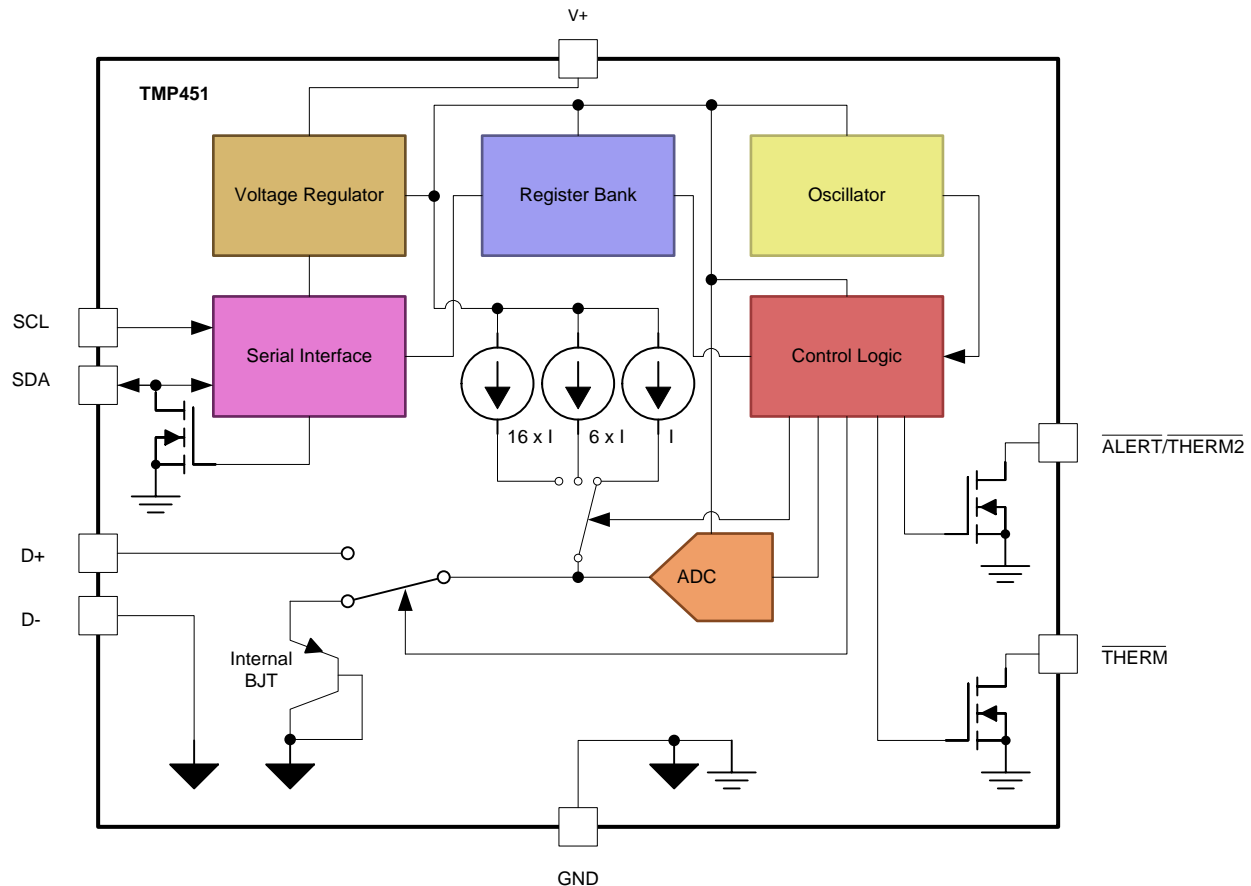 V+
TMP451
Voltage Regulator
Register Bank
Oscillator
SCL
Serial Interface
Control Logic
SDA
16 x I
6 x I
I
ALERT/THERM2
D+
ADC
D-
Internal
BJT
THERM
GND